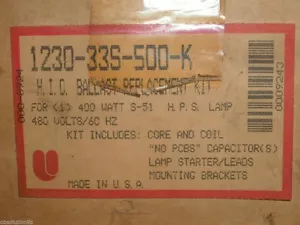 1230-33S-500-K
H.I.D. BALLAST REPLACEMENT KIT
FOR (1) 400 WATT S-51 H.P.S. LAMP
480 VOLTS/60 HZ
KIT INCLUDES: CORE AND COIL
"NO PCBS" CAPACITOR(S)
LAMP STARTER/LEADS
MOUNTING BRACKETS
U
MADE IN U.S.A.